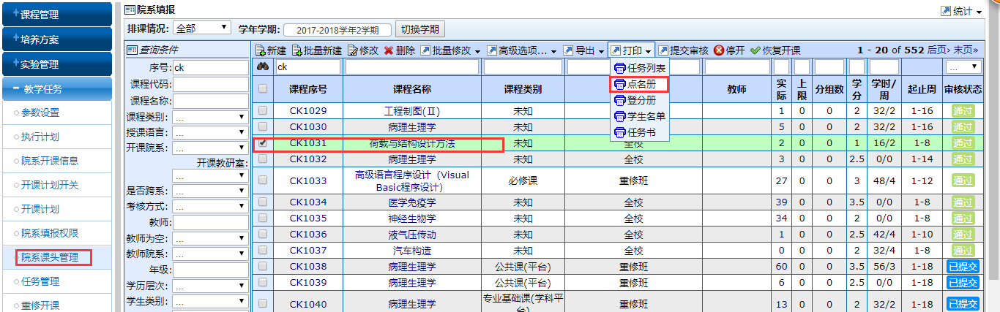 课程管理
培养方案
实验管理
教学任务
参数设置
执行计划
院系开课信息
开课计划开关
开课计划
院系填报权限
院系课头管理
任务管理
重修开课
院系填报
统计
排课情况: 全部 学年学期: 2017-2018学年2学期 切换学期
查询条件
序号: ck
课程代码:
课程名称:
课程类别: ...
授课语言: ...
开课院系: ...
开课教研室:
...
是否跨系: ...
考核方式: ...
教师:
教师为空: ...
教师院系: ...
年级:
学历层次: ...
学生类别: ...
新建 批量新建 修改 删除 批量修改 高级选项... 导出 打印 提交审核 停开 恢复开课 1 - 20 of 552 后页› 末页»
ck ...
任务列表
点名册
登分册
学生名单
任务书
课程序号 课程名称 课程类别 教师 实际 上限 分组数 学分 学时/周 起止周 审核状态
CK1029 工程制图(Ⅱ) 未知 1 0 0 2 32/2 1-16 通过
CK1030 病理生理学 未知 5 0 0 2 32/2 1-16 通过
CK1031 荷载与结构设计方法 未知 全校 2 0 0 1 16/2 1-8 通过
CK1032 病理生理学 未知 全校 3 0 0 2.5 0/0 1-14 通过
CK1033 高级语言程序设计（Visual Basic程序设计） 必修课 重修班 27 0 0 3 48/4 1-12 通过
CK1034 医学免疫学 未知 全校 39 0 0 3.5 0/0 1-8 通过
CK1035 神经生物学 未知 全校 34 0 0 2 0/0 1-8 通过
CK1036 液气压传动 未知 全校 1 0 0 2.5 42/4 1-10 通过
CK1037 汽车构造 未知 全校 0 0 0 2 32/4 1-8 通过
CK1038 病理生理学 公共课(平台) 重修班 60 0 0 3.5 56/3 1-18 已提交
CK1039 病理生理学 公共课(平台) 重修班 6 0 0 2.5 0/0 1-18 已提交
CK1040 病理生理学 专业基础课(学科平台) 重修班 13 0 0 2 32/2 1-18 已提交